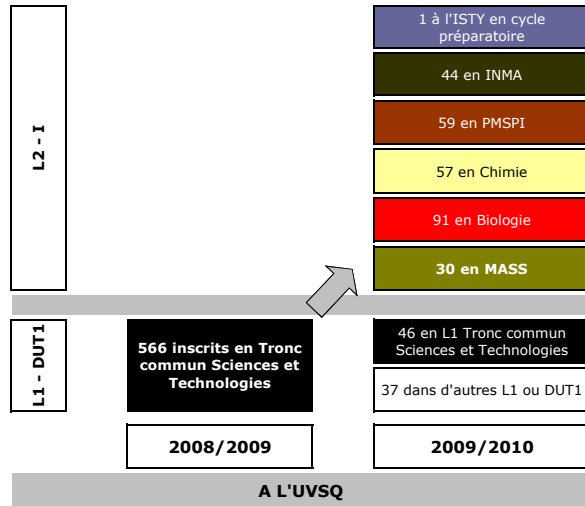 1 à l'ISTY en cycle
préparatoire
44 en INMA
59 en PMSPI
57 en Chimie
91 en Biologie
30 en MASS
L2 - I
L1 - DUT1
566 inscrits en Tronc
commun Sciences et
Technologies
46 en L1 Tronc commun
Sciences et Technologies
37 dans d'autres L1 ou DUT1
2008/2009
2009/2010
A L'UVSQ